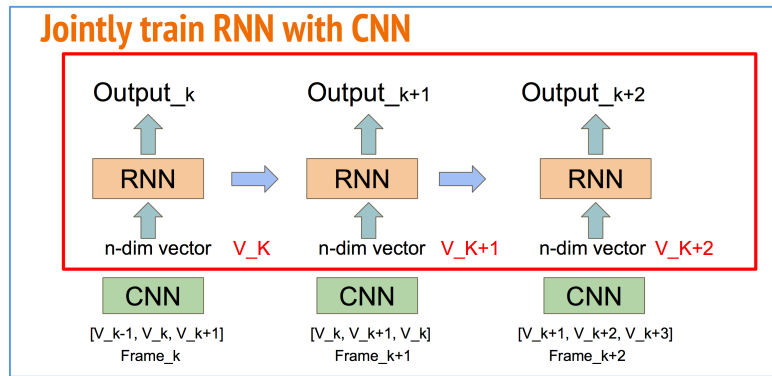 Jointly train RNN with CNN
Output_k Output_k+1 Output_k+2
RNN RNN RNN
n-dim vector V_K n-dim vector V_K+1 n-dim vector V_K+2
CNN CNN CNN
[V_k-1, V_k, V_k+1] [V_k, V_k+1, V_k] [V_k+1, V_k+2, V_k+3]
Frame_k Frame_k+1 Frame_k+2